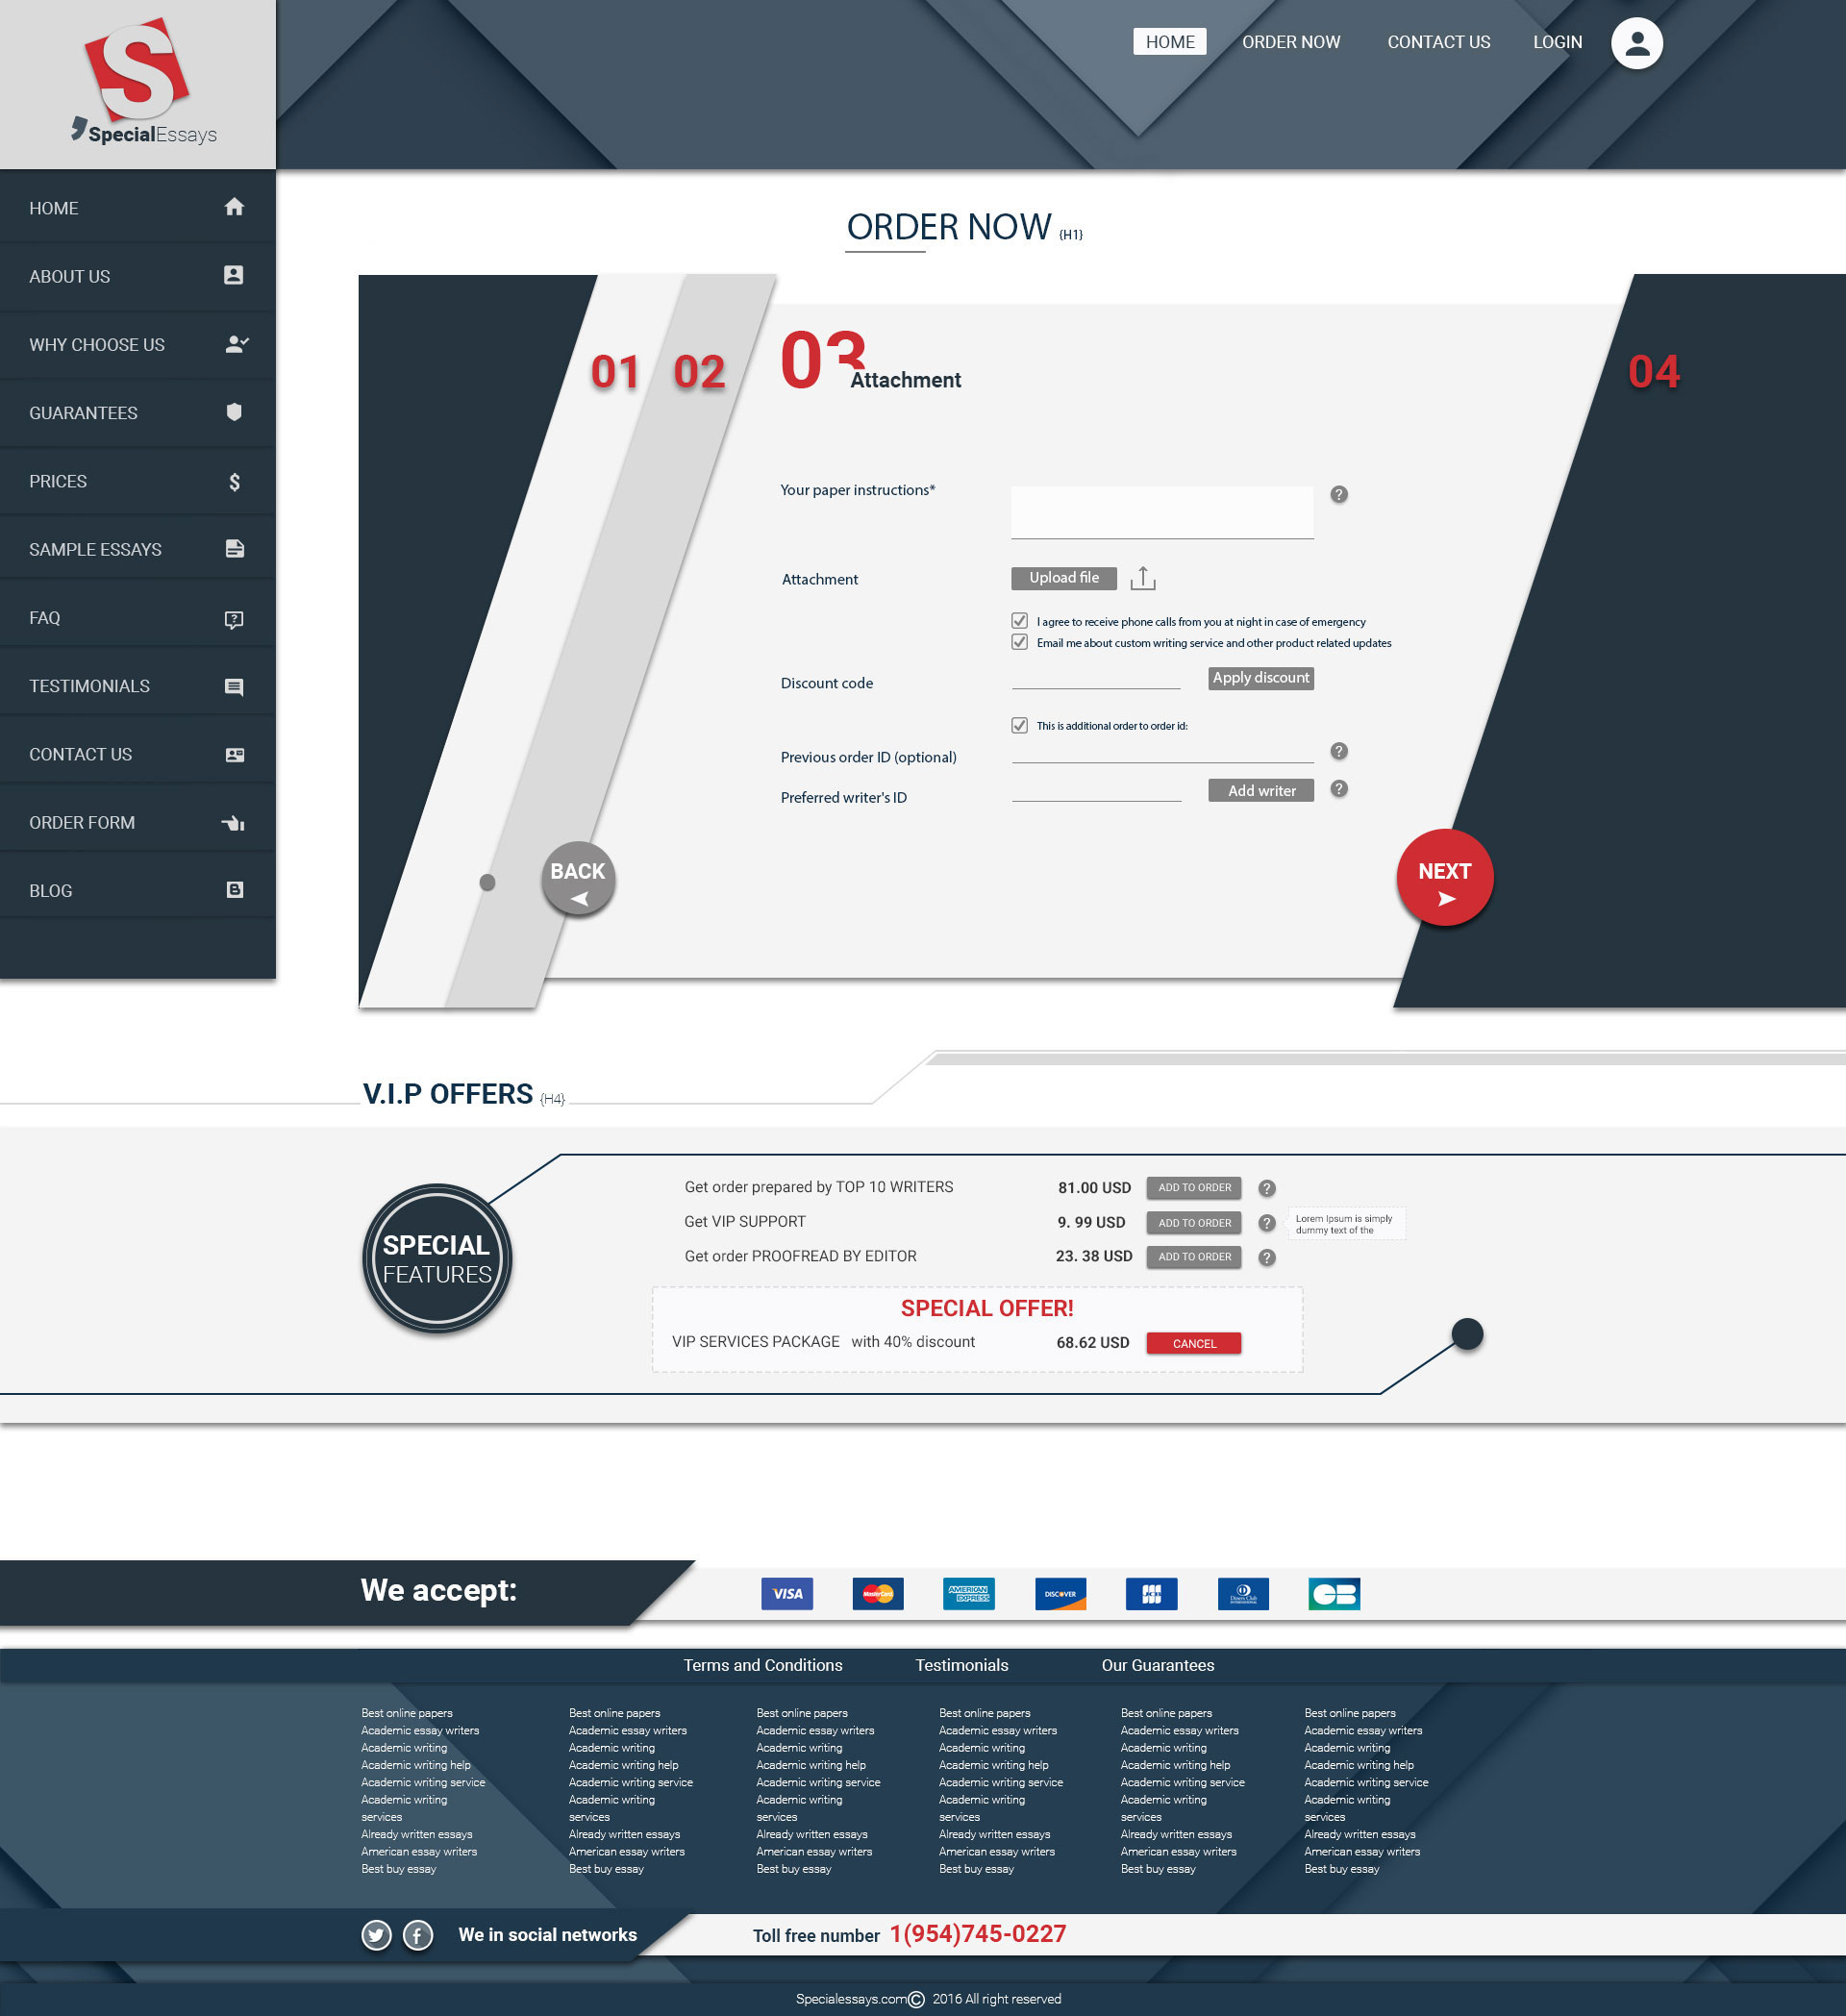 S
SpecialEssays
HOME
ORDER NOW
CONTACT US
LOGIN
HOME
ABOUT US
WHY CHOOSE US
GUARANTEES
PRICES
$
SAMPLE ESSAYS
FAQ
TESTIMONIALS
CONTACT US
ORDER FORM
BLOG
ORDER NOW {H1}
01
02
03
Attachment
04
Your paper instructions*
?
Attachment
Upload file
I agree to receive phone calls from you at night in case of emergency
Email me about custom writing service and other product related updates
Discount code
Apply discount
This is additional order to order id:
Previous order ID (optional)
?
Preferred writer's ID
Add writer
?
BACK
NEXT
V.I.P OFFERS {H4}
SPECIAL
FEATURES
Get order prepared by TOP 10 WRITERS 81.00 USD ADD TO ORDER ?
Get VIP SUPPORT 9. 99 USD ADD TO ORDER ?
Lorem Ipsum is simply
dummy text of the
Get order PROOFREAD BY EDITOR 23. 38 USD ADD TO ORDER ?
SPECIAL OFFER!
VIP SERVICES PACKAGE with 40% discount 68.62 USD CANCEL
We accept:
VISA
MasterCard
AMERICAN
EXPRESS
DISCOVER
JCB
Diners Club
INTERNATIONAL
CB
Terms and Conditions
Testimonials
Our Guarantees
Best online papers
Academic essay writers
Academic writing
Academic writing help
Academic writing service
Academic writing
services
Already written essays
American essay writers
Best buy essay
Best online papers
Academic essay writers
Academic writing
Academic writing help
Academic writing service
Academic writing
services
Already written essays
American essay writers
Best buy essay
Best online papers
Academic essay writers
Academic writing
Academic writing help
Academic writing service
Academic writing
services
Already written essays
American essay writers
Best buy essay
Best online papers
Academic essay writers
Academic writing
Academic writing help
Academic writing service
Academic writing
services
Already written essays
American essay writers
Best buy essay
Best online papers
Academic essay writers
Academic writing
Academic writing help
Academic writing service
Academic writing
services
Already written essays
American essay writers
Best buy essay
Best online papers
Academic essay writers
Academic writing
Academic writing help
Academic writing service
Academic writing
services
Already written essays
American essay writers
Best buy essay
We in social networks
Toll free number 1(954)745-0227
Specialessays.com© 2016 All right reserved